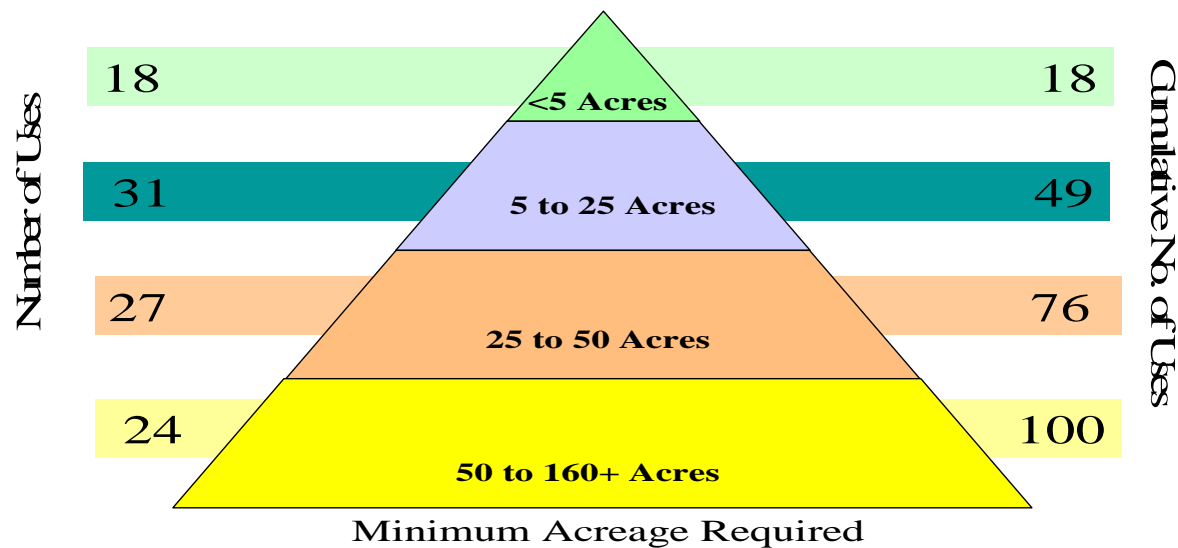 Number of Uses
Cumulative No. of Uses
18
<5 Acres
18
31
5 to 25 Acres
49
27
25 to 50 Acres
76
24
50 to 160+ Acres
100
Minimum Acreage Required